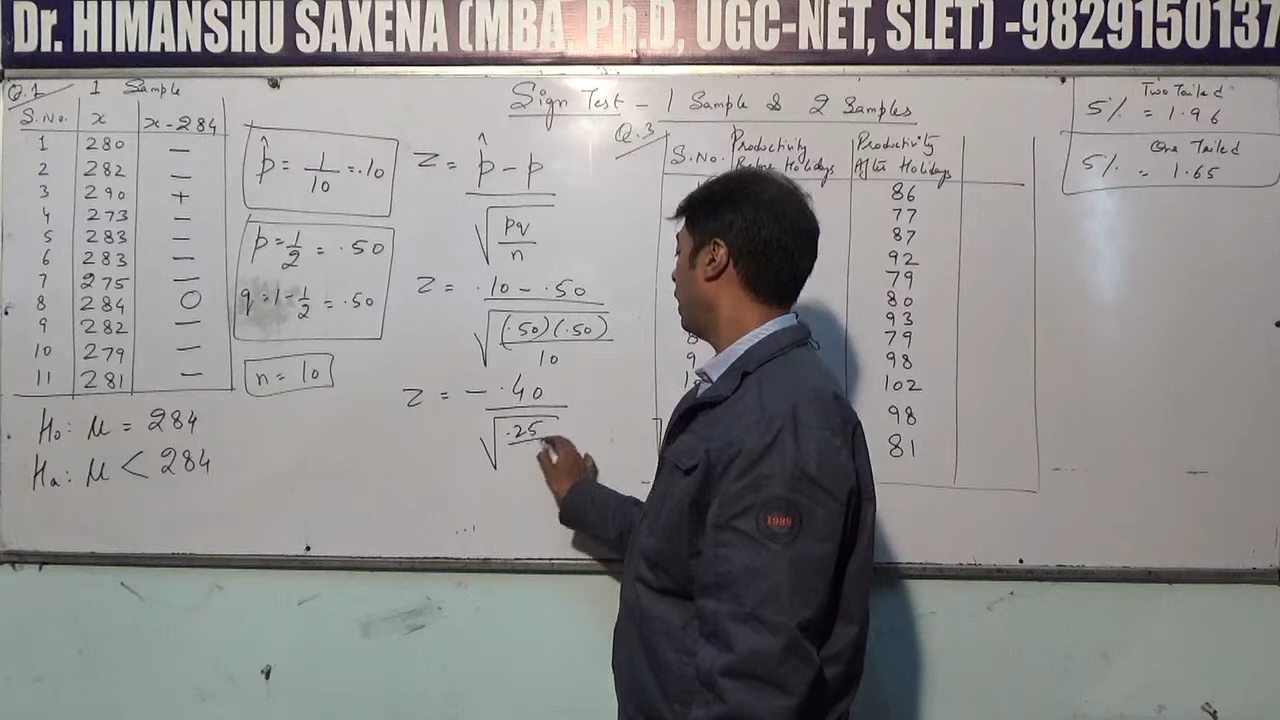 Dr. HIMANSHU SAXENA (MBA Ph.D, UGC-NET, SLET) -9829150137
Q.1 1 Sample
S.No. x x-284
1 280 —
2 282 —
3 290 +
4 273 —
5 283 —
6 283 —
7 275 —
8 284 0
9 282 —
10 279 —
11 281 —
H₀: μ = 284
Hₐ: μ < 284
p̂ = 1/10 = .10
p = 1/2 = .50
q = 1 - 1/2 = .50
n = 10
Sign Test - 1 Sample & 2 Samples
Z = (p̂ - p) / √(pq/n)
Z = (.10 - .50) / √((.50)(.50)/10)
Z = -.40 / √(.25
Q.3
S.No. Productivity Before Holidays Productivity After Holidays
86
77
87
92
79
80
93
79
9 98
102
98
81
Two Tailed
5% = 1.96
One Tailed
5% = 1.65
1989